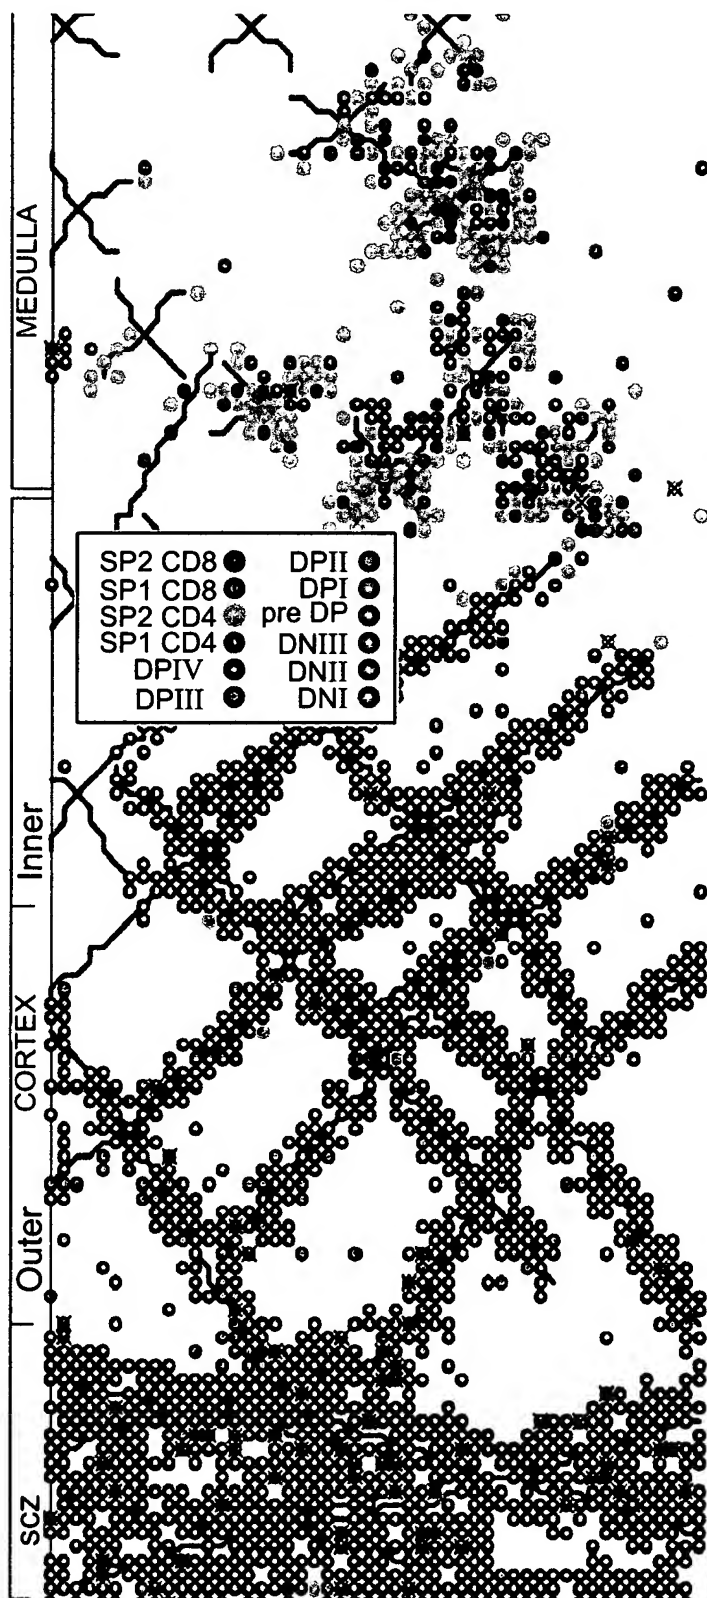 MEDULLA
SP2 CD8 DPII
SP1 CD8 DPI
SP2 CD4 pre DP
SP1 CD4 DNIII
DPIV DNII
DPIII DNI
Inner
CORTEX
Outer
SCZ